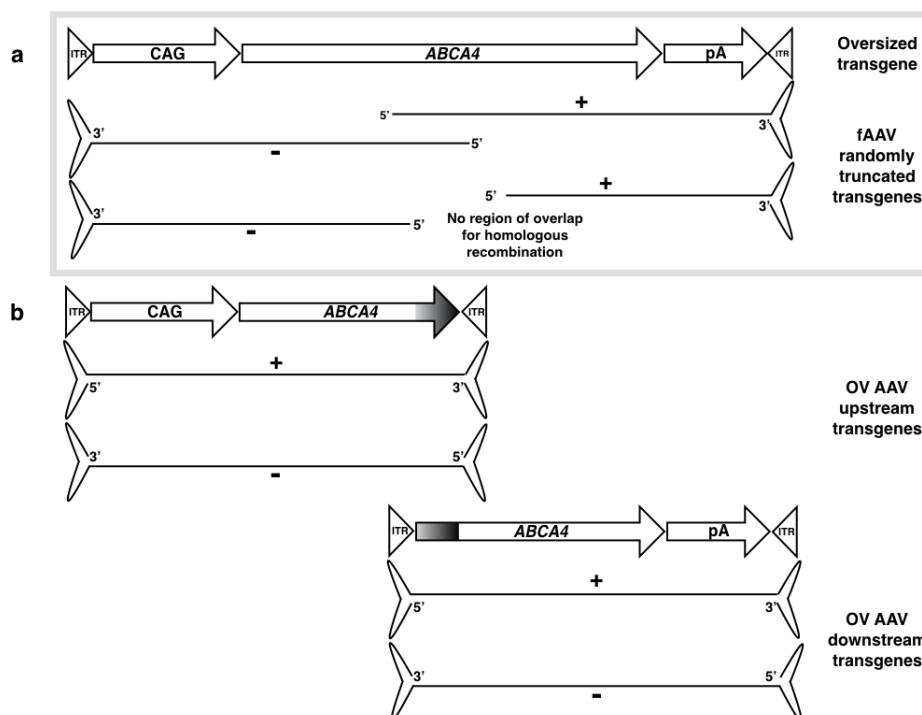 a
ITR CAG ABCA4 pA ITR
Oversized
transgene
+
5'
3'
3'
-
5'
fAAV
randomly
truncated
transgenes
+
5'
3'
3'
-
5'
No region of overlap
for homologous
recombination
b
ITR CAG ABCA4 ITR
+
5' 3'
OV AAV
upstream
transgenes
3' 5'
-
ITR ABCA4 pA ITR
+
5' 3'
OV AAV
downstream
transgenes
3' 5'
-